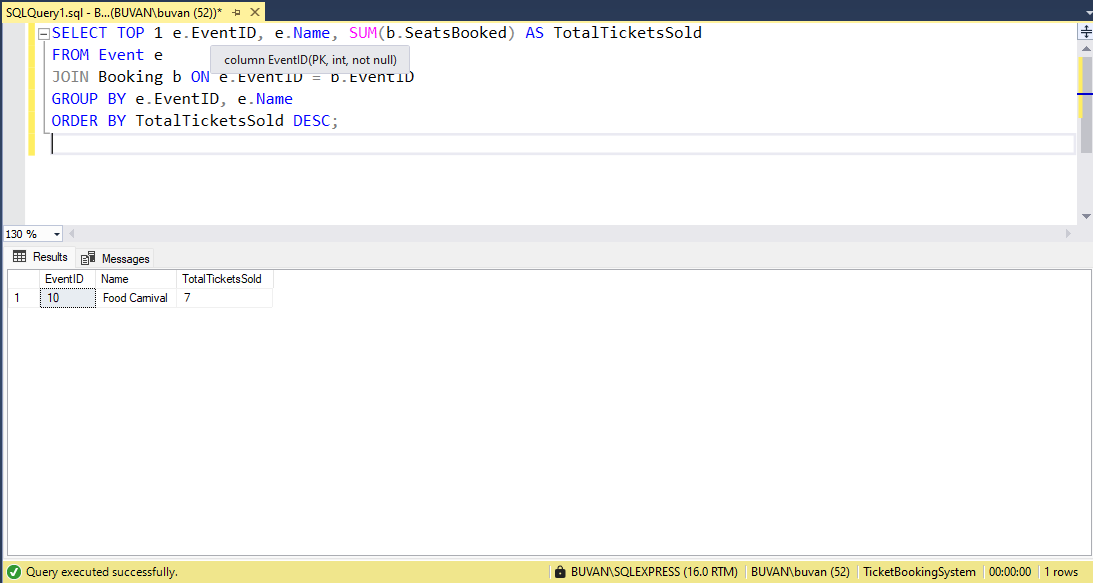 SQLQuery1.sql - B...(BUVAN\buvan (52))*
SELECT TOP 1 e.EventID, e.Name, SUM(b.SeatsBooked) AS TotalTicketsSold
FROM Event e
column EventID(PK, int, not null)
JOIN Booking b ON e.EventID = b.EventID
GROUP BY e.EventID, e.Name
ORDER BY TotalTicketsSold DESC;
130 %
Results Messages
EventID Name TotalTicketsSold
1 10 Food Carnival 7
Query executed successfully. BUVAN\SQLEXPRESS (16.0 RTM) BUVAN\buvan (52) TicketBookingSystem 00:00:00 1 rows